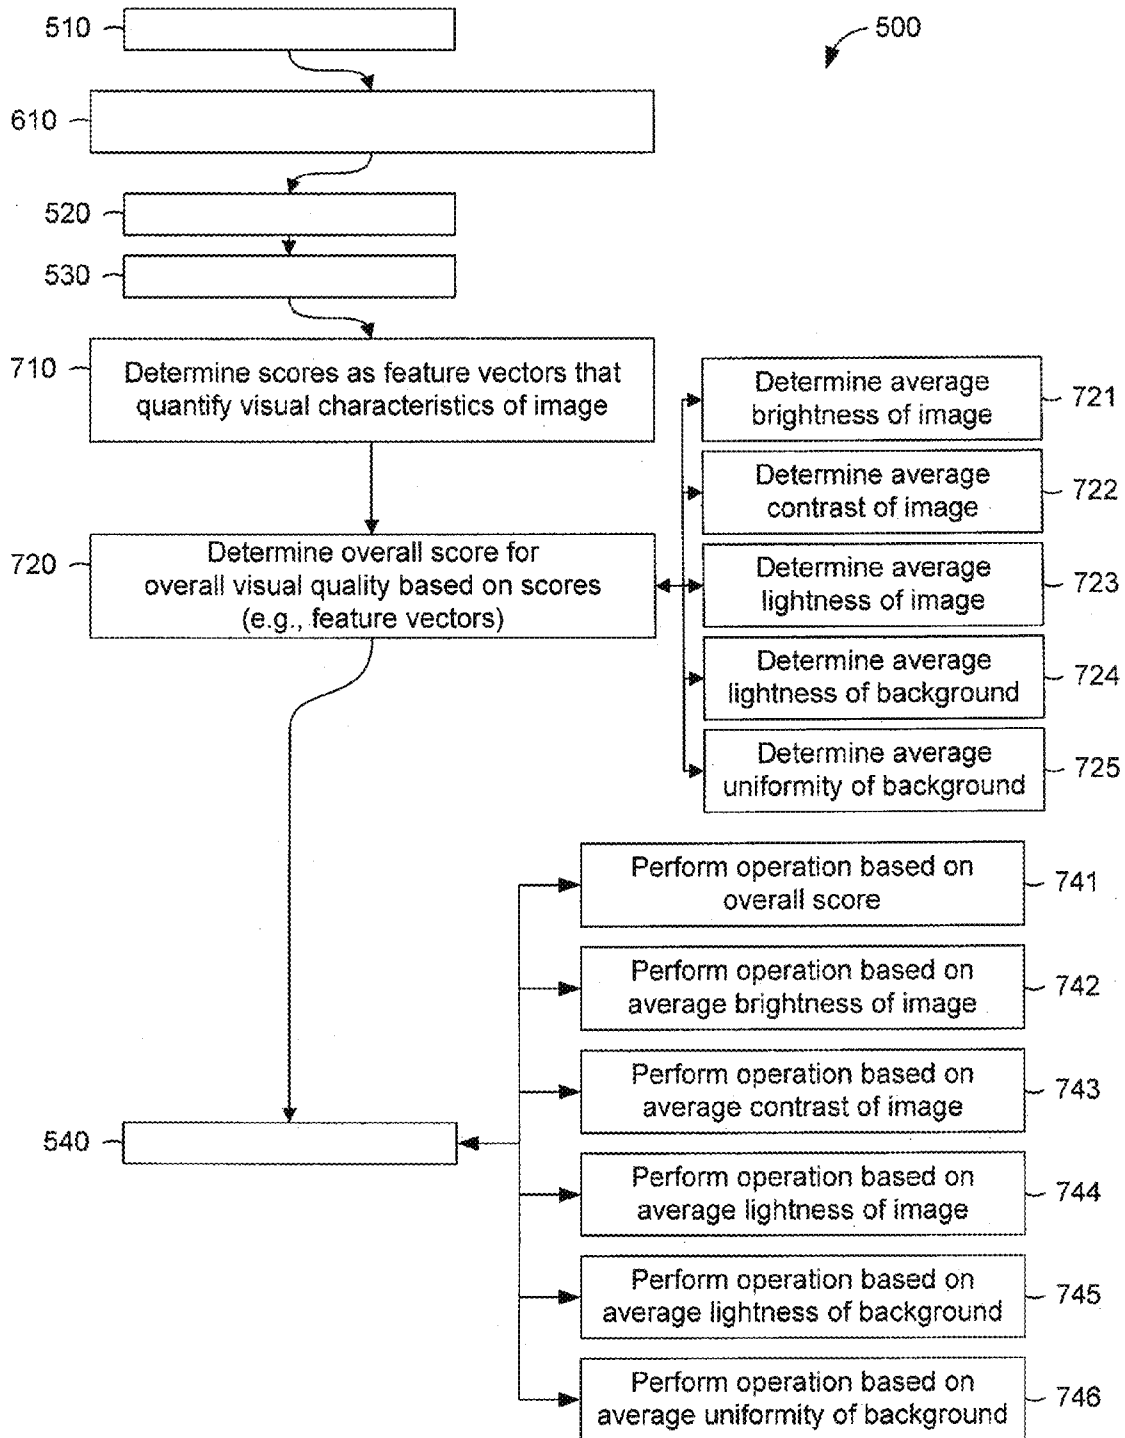 510
500
610
520
530
710
Determine scores as feature vectors that
quantify visual characteristics of image
Determine average
brightness of image
721
Determine average
contrast of image
722
720
Determine overall score for
overall visual quality based on scores
(e.g., feature vectors)
Determine average
lightness of image
723
Determine average
lightness of background
724
Determine average
uniformity of background
725
Perform operation based on
overall score
741
Perform operation based on
average brightness of image
742
Perform operation based on
average contrast of image
743
540
Perform operation based on
average lightness of image
744
Perform operation based on
average lightness of background
745
Perform operation based on
average uniformity of background
746